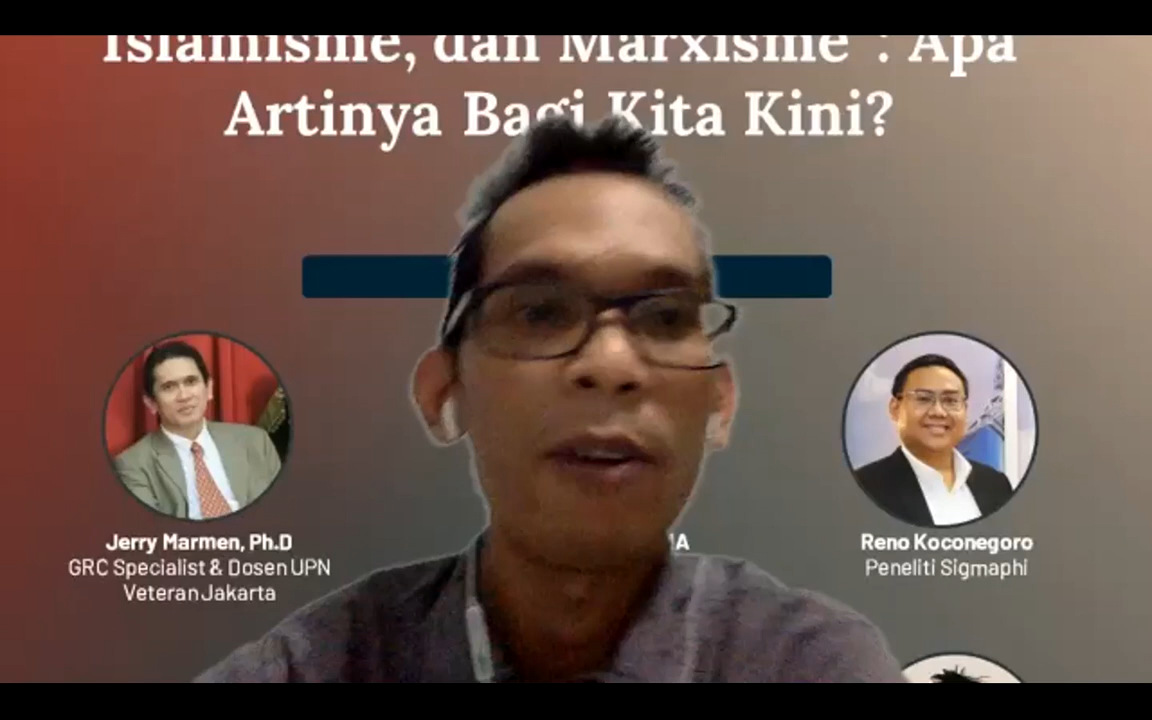 Islamisme, dan Marxisme": Apa
Artinya Bagi Kita Kini?
Jerry Marmen, Ph.D
GRC Specialist & Dosen UPN
Veteran Jakarta
Reno Koconegoro
Peneliti Sigmaphi